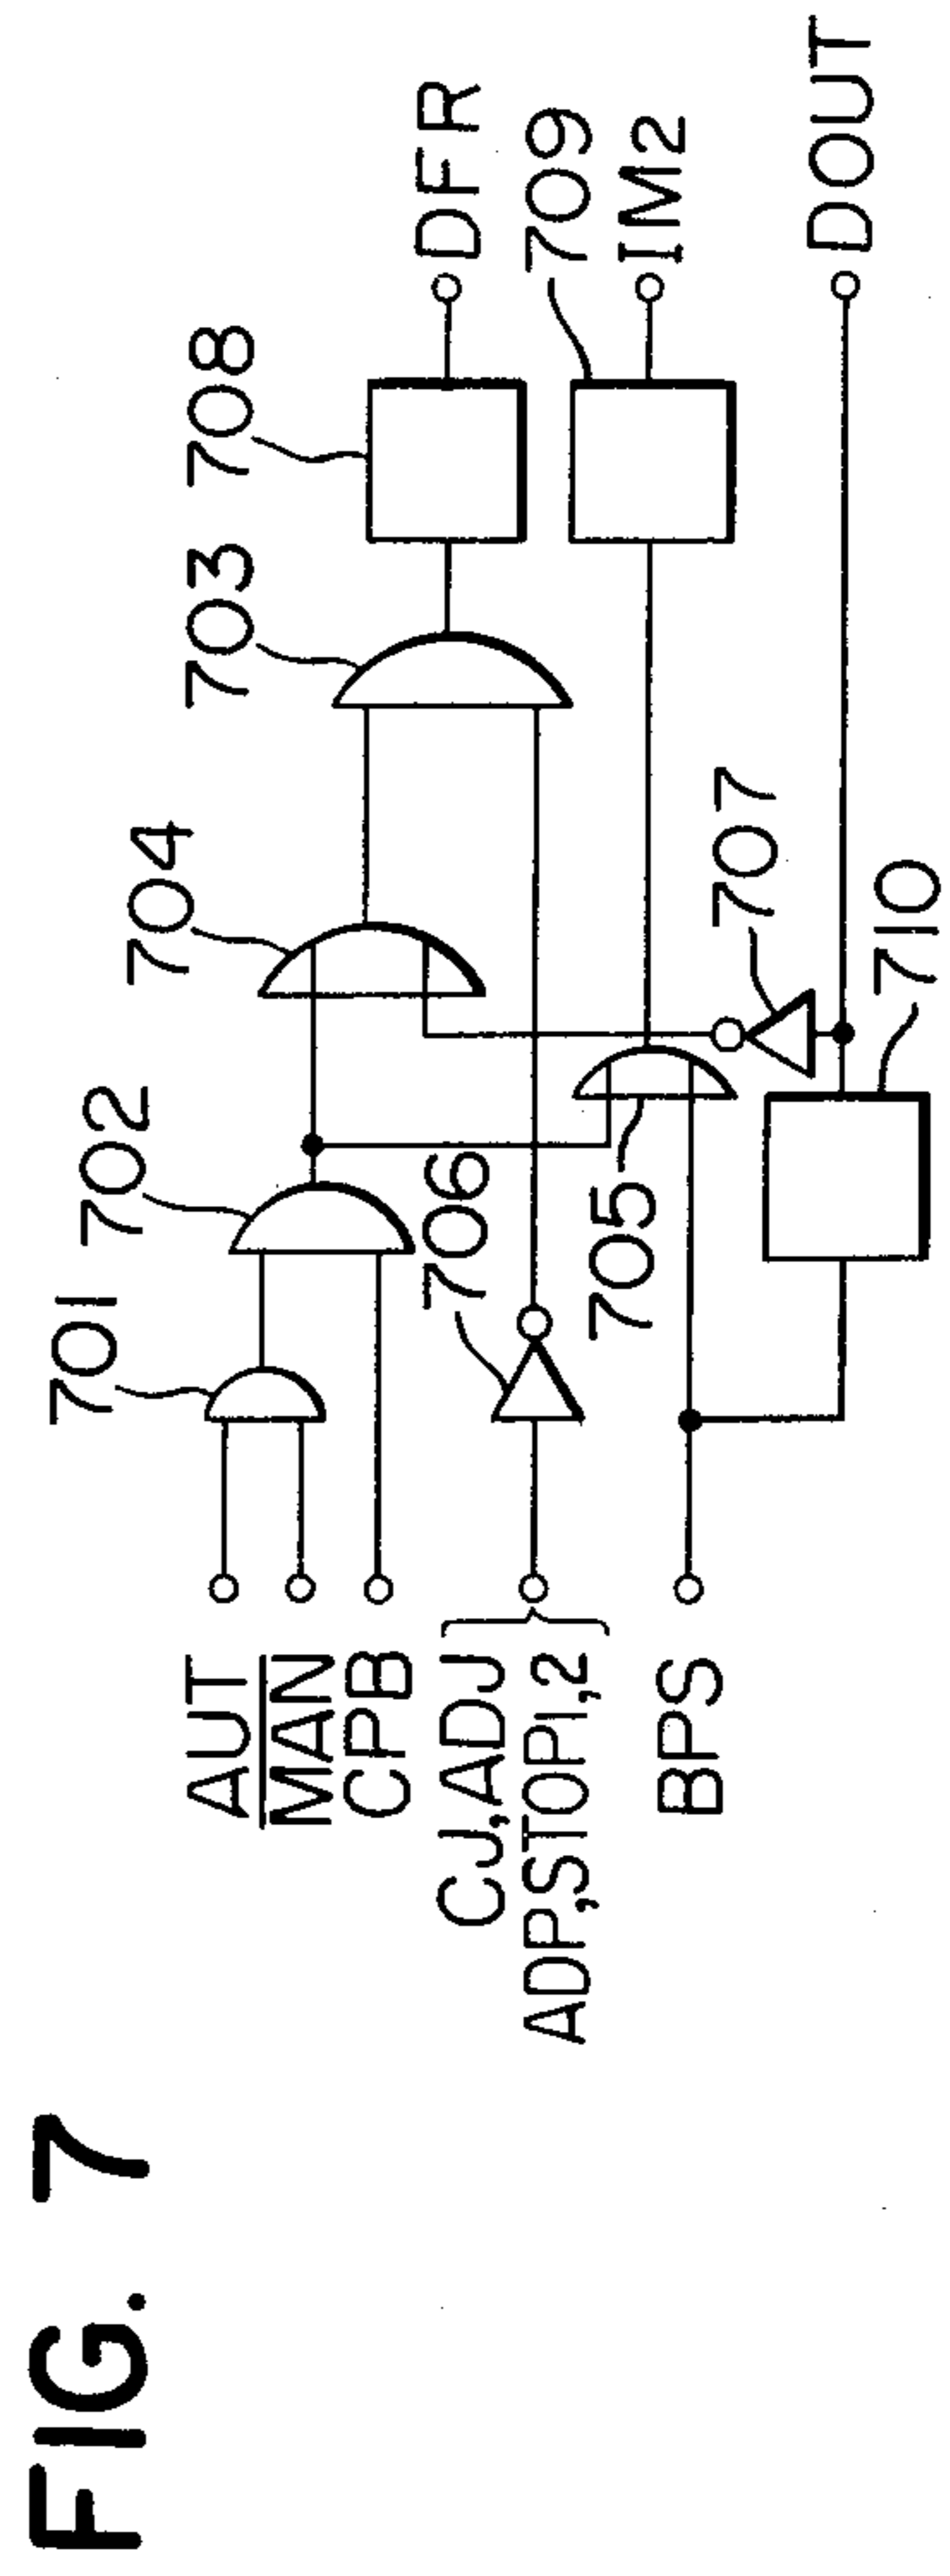 FIG. 7
AUT
MAN
CPB
CJ, ADJ
ADP, STOP1, 2
BPS
701
702
704
703
708
706
705
707
710
709
DFR
IM2
DOUT